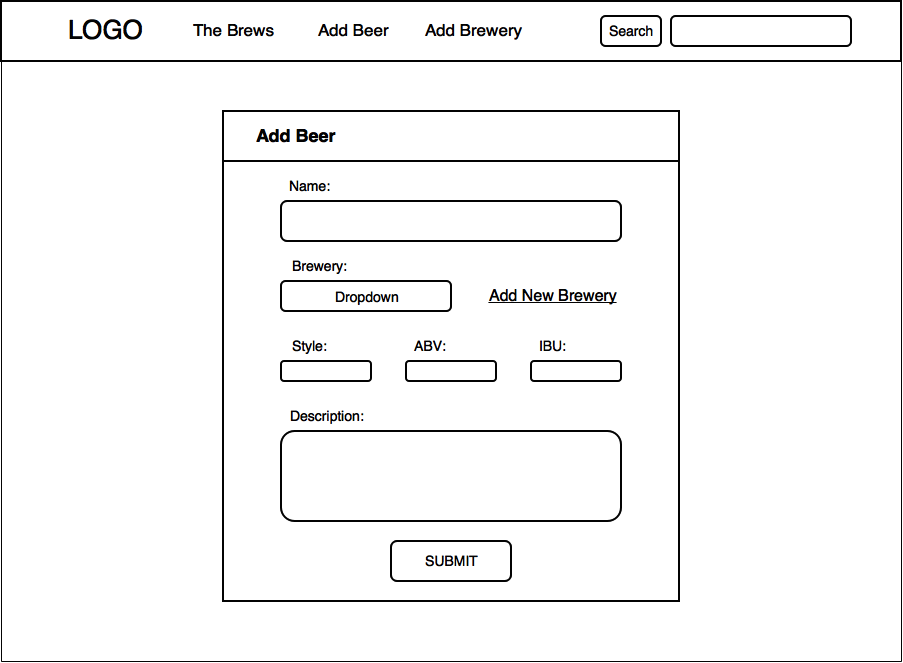 LOGO The Brews Add Beer Add Brewery Search
Add Beer
Name:
Brewery:
Dropdown Add New Brewery
Style: ABV: IBU:
Description:
SUBMIT